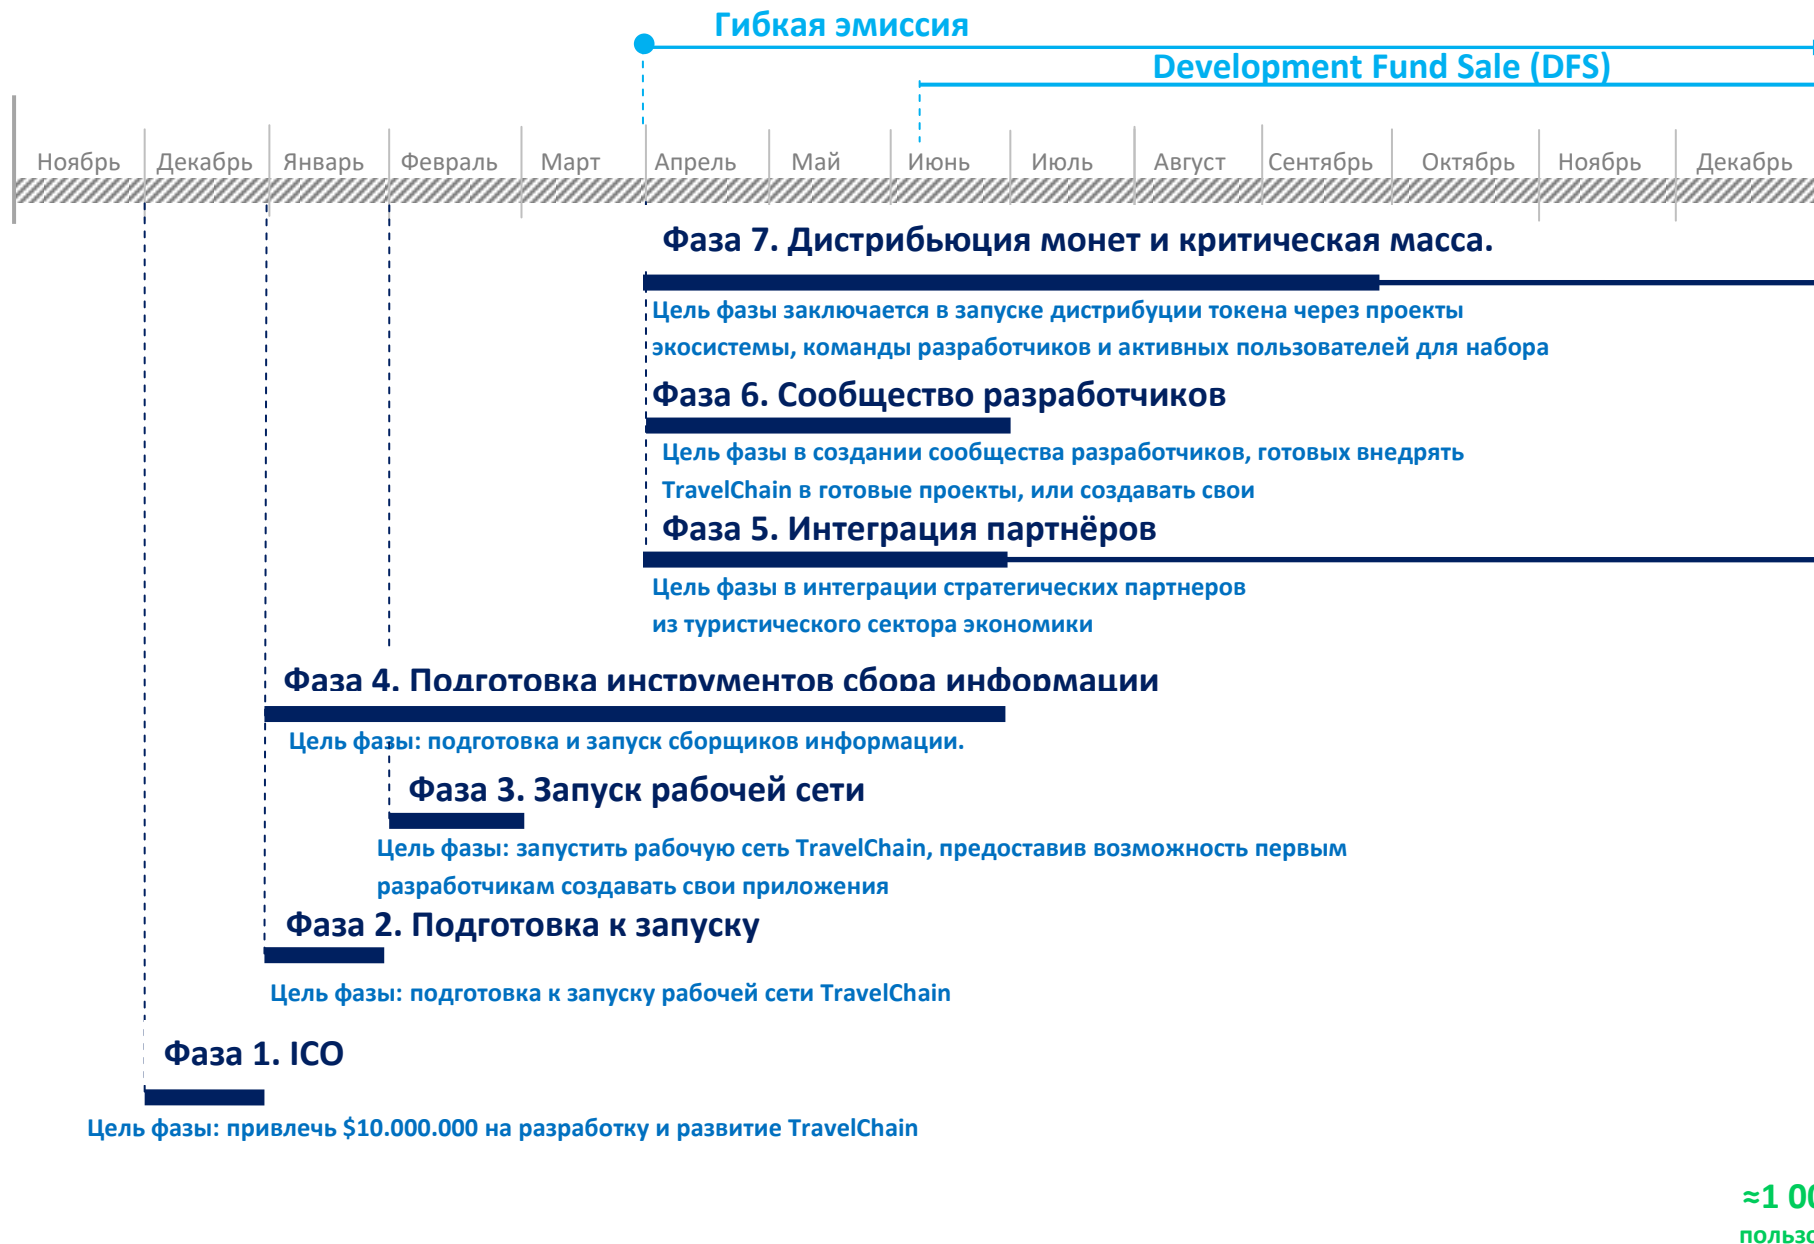 Гибкая эмиссия
Development Fund Sale (DFS)
Ноябрь Декабрь Январь Февраль Март Апрель Май Июнь Июль Август Сентябрь Октябрь Ноябрь Декабрь
Фаза 7. Дистрибьюция монет и критическая масса.
Цель фазы заключается в запуске дистрибуции токена через проекты
экосистемы, команды разработчиков и активных пользователей для набора
Фаза 6. Сообщество разработчиков
Цель фазы в создании сообщества разработчиков, готовых внедрять
TravelChain в готовые проекты, или создавать свои
Фаза 5. Интеграция партнёров
Цель фазы в интеграции стратегических партнеров
из туристического сектора экономики
Фаза 4. Подготовка инструментов сбора информации
Цель фазы: подготовка и запуск сборщиков информации.
Фаза 3. Запуск рабочей сети
Цель фазы: запустить рабочую сеть TravelChain, предоставив возможность первым
разработчикам создавать свои приложения
Фаза 2. Подготовка к запуску
Цель фазы: подготовка к запуску рабочей сети TravelChain
Фаза 1. ICO
Цель фазы: привлечь $10.000.000 на разработку и развитие TravelChain
≈1